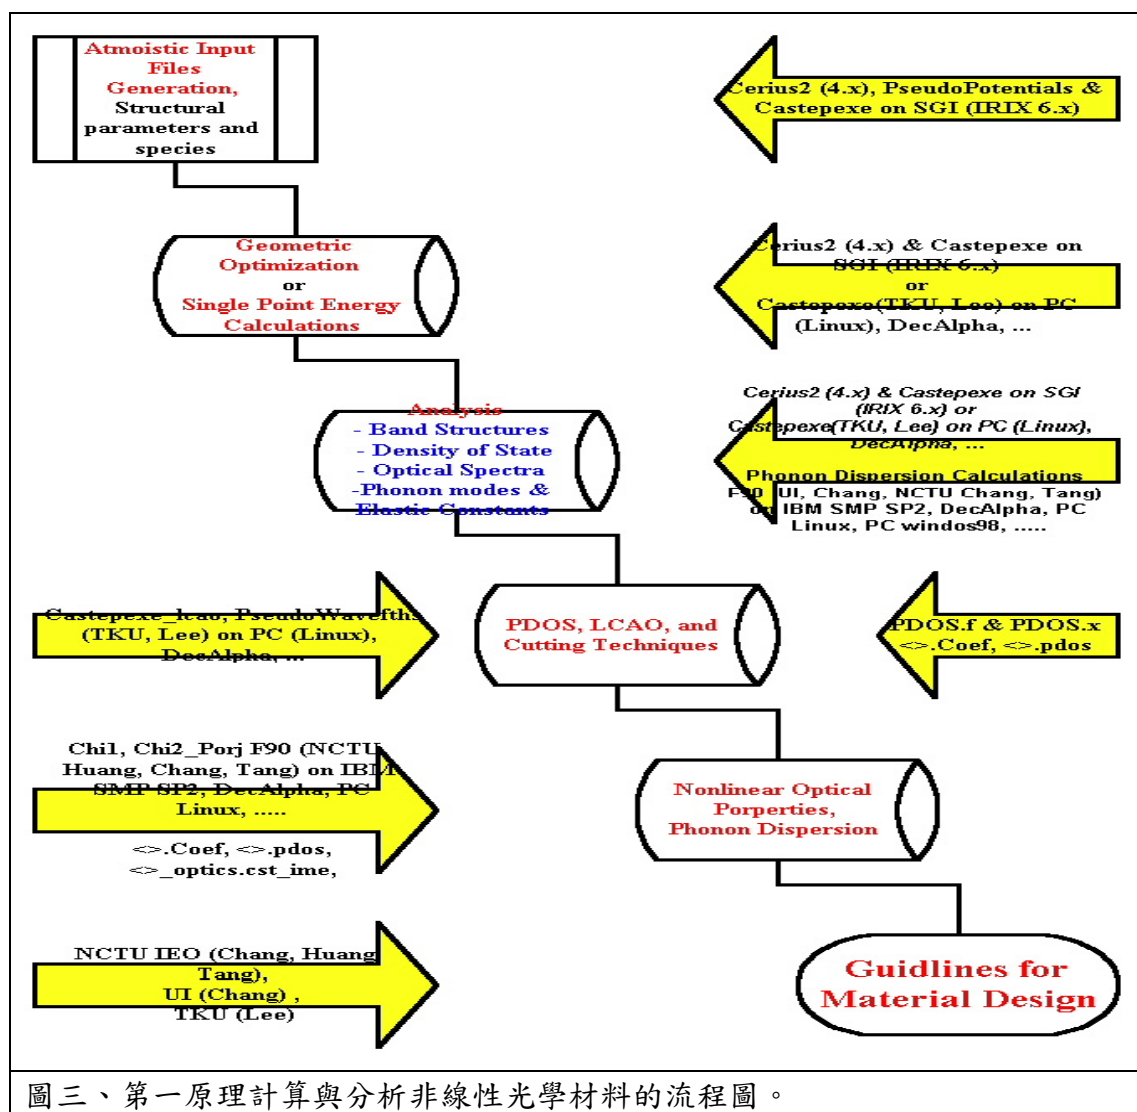 Atmoistic Input
Files
Generation,
Structural
parameters and
species
Cerius2 (4.x), PseudoPotentials &
Castepexe on SGI (IRIX 6.x)
Geometric
Optimization
or
Single Point Energy
Calculations
Cerius2 (4.x) & Castepexe on
SGI (IRIX 6.x)
or
Castepexe(TKU, Lee) on PC
(Linux), DecAlpha, ...
Analysis
- Band Structures
- Density of State
- Optical Spectra
-Phonon modes &
Elastic Constants
Cerius2 (4.x) & Castepexe on SGI
(IRIX 6.x) or
Castepexe(TKU, Lee) on PC (Linux),
DecAlpha, ...
Phonon Dispersion Calculations
F90 (UI, Chang, NCTU Chang, Tang)
on IBM SMP SP2, DecAlpha, PC
Linux, PC windos98, .....
Castepexe_lcao, PseudoWavefths
(TKU, Lee) on PC (Linux),
DecAlpha, ...
PDOS, LCAO, and
Cutting Techniques
PDOS.f & PDOS.x
<>.Coef, <>.pdos
Chi1, Chi2_Porj F90 (NCTU
Huang, Chang, Tang) on IBM
SMP SP2, DecAlpha, PC
Linux, .....
<>.Coef, <>.pdos,
<>_optics.cst_ime,
Nonlinear Optical
Porperties,
Phonon Dispersion
NCTU IEO (Chang, Huang
Tang),
UI (Chang) ,
TKU (Lee)
Guidlines for
Material Design
圖三、第一原理計算與分析非線性光學材料的流程圖。